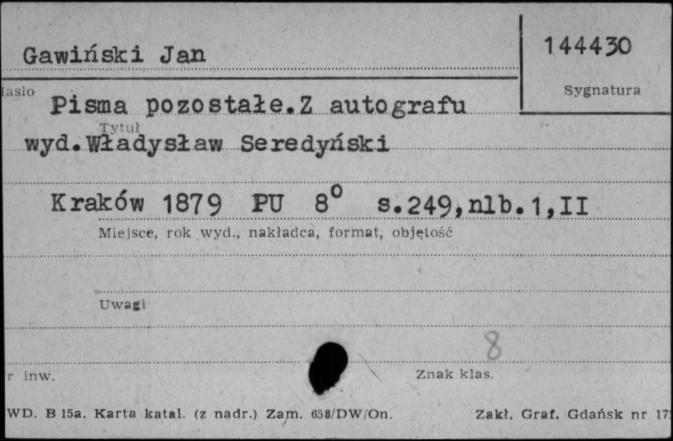 Gawiński Jan
144430
Sygnatura
Pisma pozostałe.Z autografu
Tytuł
wyd.Władysław Seredyński
Kraków 1879 PU 8⁰ s.249,nlb.1,II
Miejsce, rok wyd., nakładca, format, objętość
Uwagi
8
r inw.
Znak klas.
WD. B 15a. Karta katal. (z nadr.) Zam. 658/DW/On.
Zakł. Graf. Gdańsk nr 17